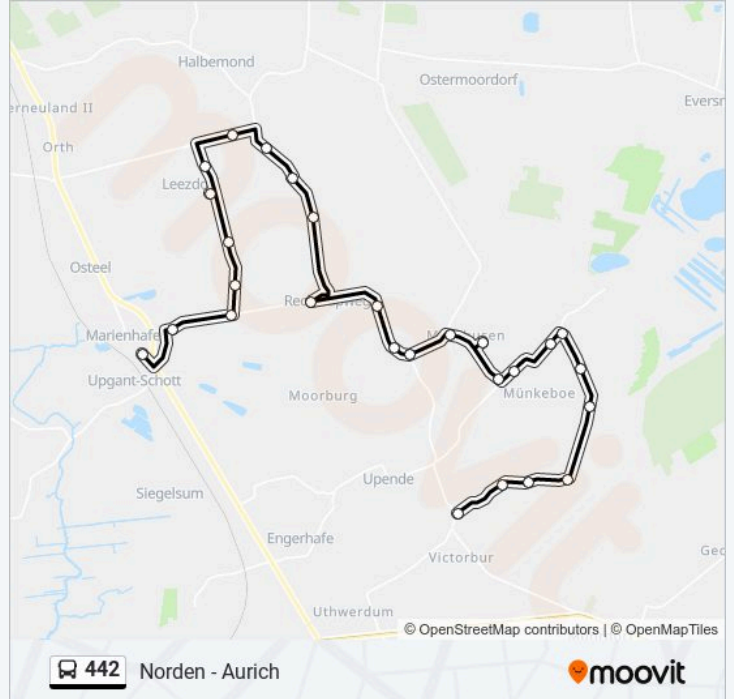 Halbemond
Ostermoordorf
erneuland II
Eversm
Orth
Leezdo
Osteel
Marienhafe
Upgant-Schott
Moorburg
Münkeboe
Upende
Siegelsum
Engerhafe
Victorbur
Geo
Uthwerdum
© OpenStreetMap contributors | © OpenMapTiles
442 Norden - Aurich
moovit